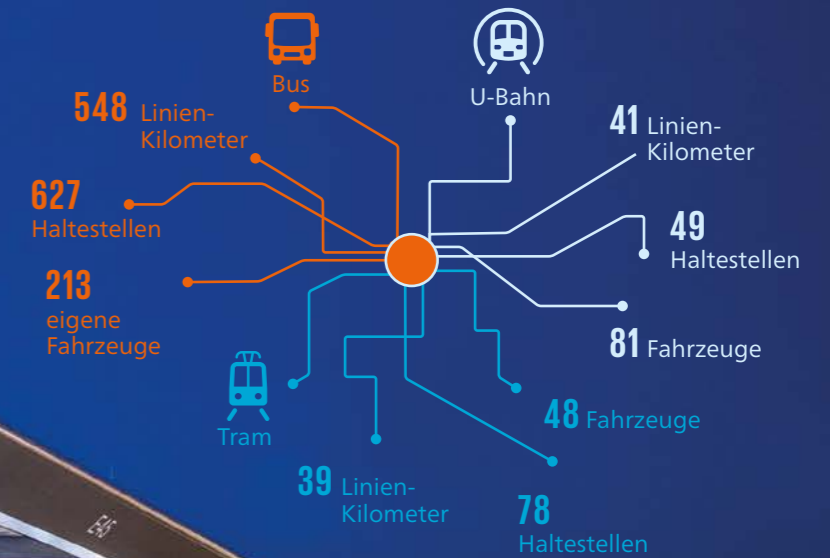 Bus
548 Linien-
Kilometer
627
Haltestellen
213
eigene
Fahrzeuge
U-Bahn
41 Linien-
Kilometer
49
Haltestellen
81 Fahrzeuge
Tram
39 Linien-
Kilometer
78
Haltestellen
48 Fahrzeuge
E45